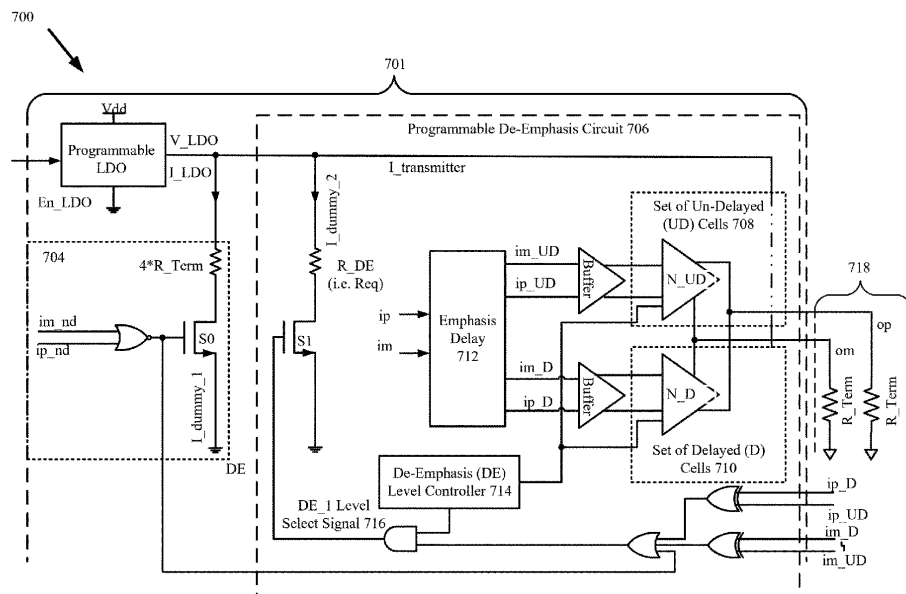 700
701
Vdd
Programmable
LDO
V_LDO
I_LDO
En_LDO
Programmable De-Emphasis Circuit 706
I_transmitter
I_dummy_2
704
4*R_Term
R_DE
(i.e. Req)
im_nd
ip_nd
S0
I_dummy_1
DE
S1
ip
im
Emphasis
Delay
712
im_UD
ip_UD
im_D
ip_D
Buffer
Buffer
Set of Un-Delayed
(UD) Cells 708
N_UD
N_D
Set of Delayed (D)
Cells 710
718
om
op
R_Term
R_Term
De-Emphasis (DE)
Level Controller 714
DE_1 Level
Select Signal 716
ip_D
ip_UD
im_D
im_UD